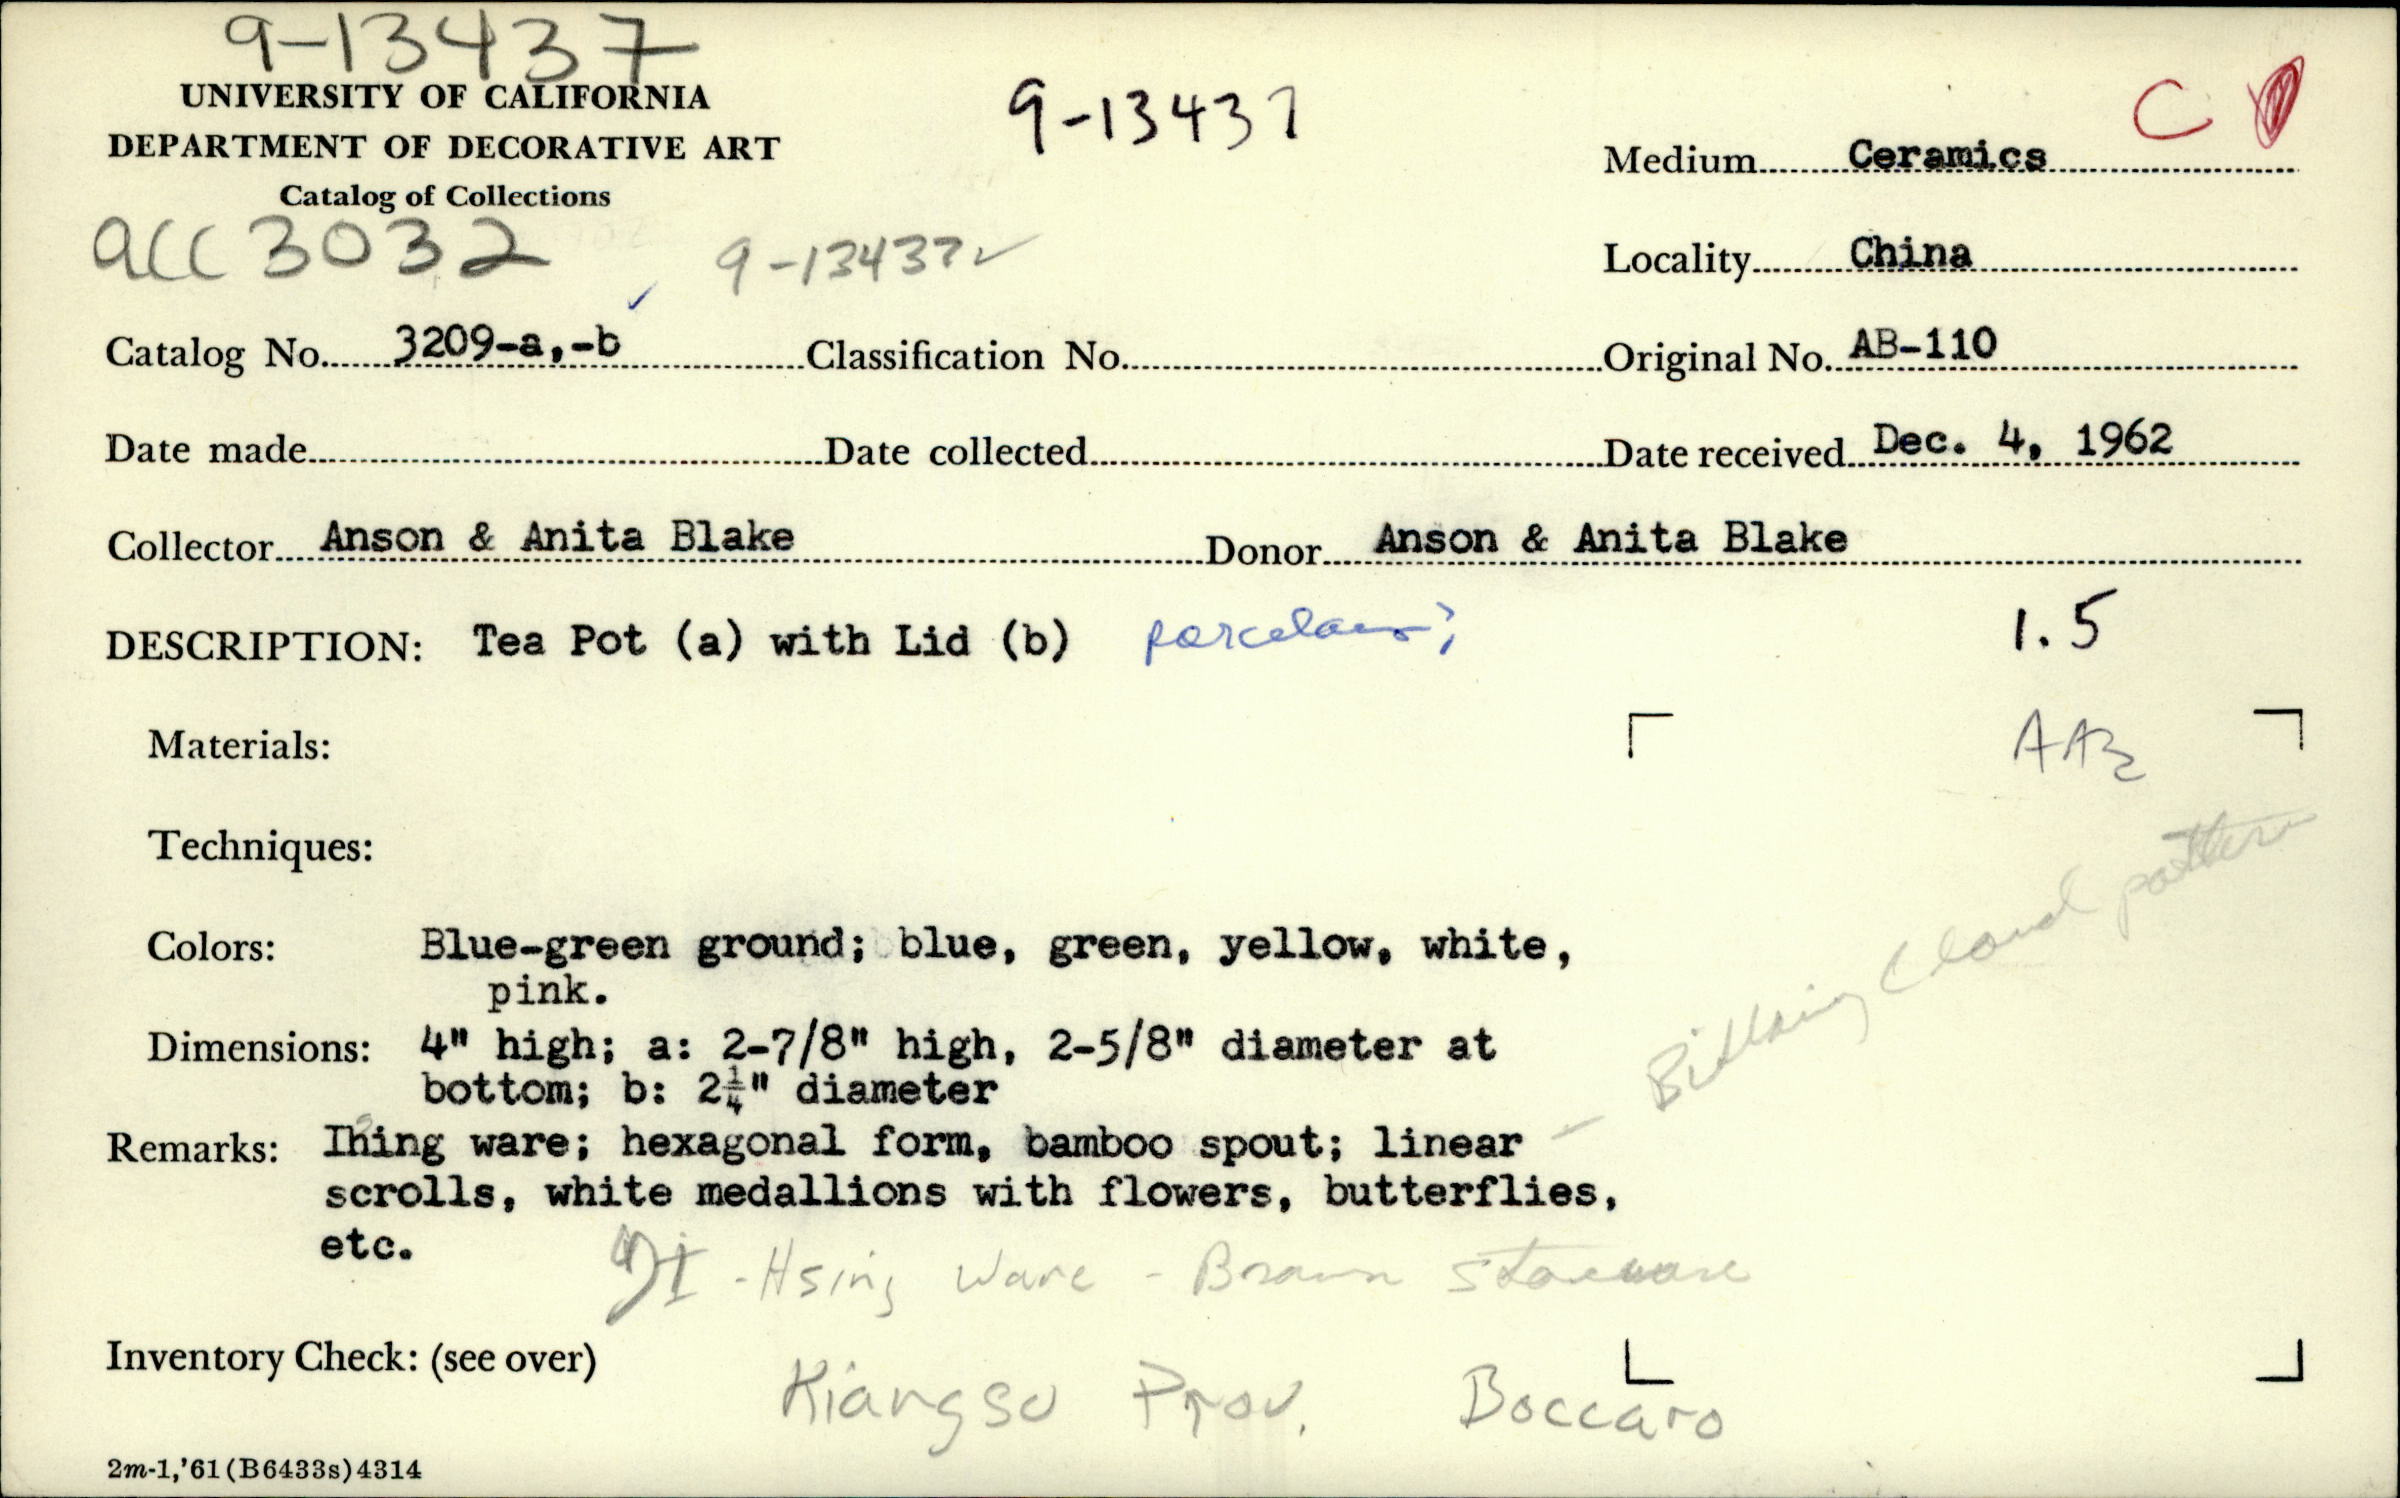 9-13437
UNIVERSITY OF CALIFORNIA
DEPARTMENT OF DECORATIVE ART
Catalog of Collections
9-13437
C
Medium Ceramics
acc 3032
9-13437 ✓
Locality China
Catalog No. 3209-a,-b ✓ Classification No. Original No. AB-110
Date made Date collected Date received Dec. 4, 1962
Collector Anson & Anita Blake Donor Anson & Anita Blake
DESCRIPTION: Tea Pot (a) with Lid (b) porcelain?
1.5
Materials:
AA2
Techniques:
Colors: Blue-green ground; blue, green, yellow, white,
pink.
Dimensions: 4" high; a: 2-7/8" high, 2-5/8" diameter at
bottom; b: 2¼" diameter
cloud pattern
Remarks: Ihing ware; hexagonal form, bamboo spout; linear
scrolls, white medallions with flowers, butterflies,
etc.
YI-Hsing Ware - Brown stoneware
Inventory Check: (see over)
Kiangsu Prov. Boccaro
2m-1,'61(B6433s)4314